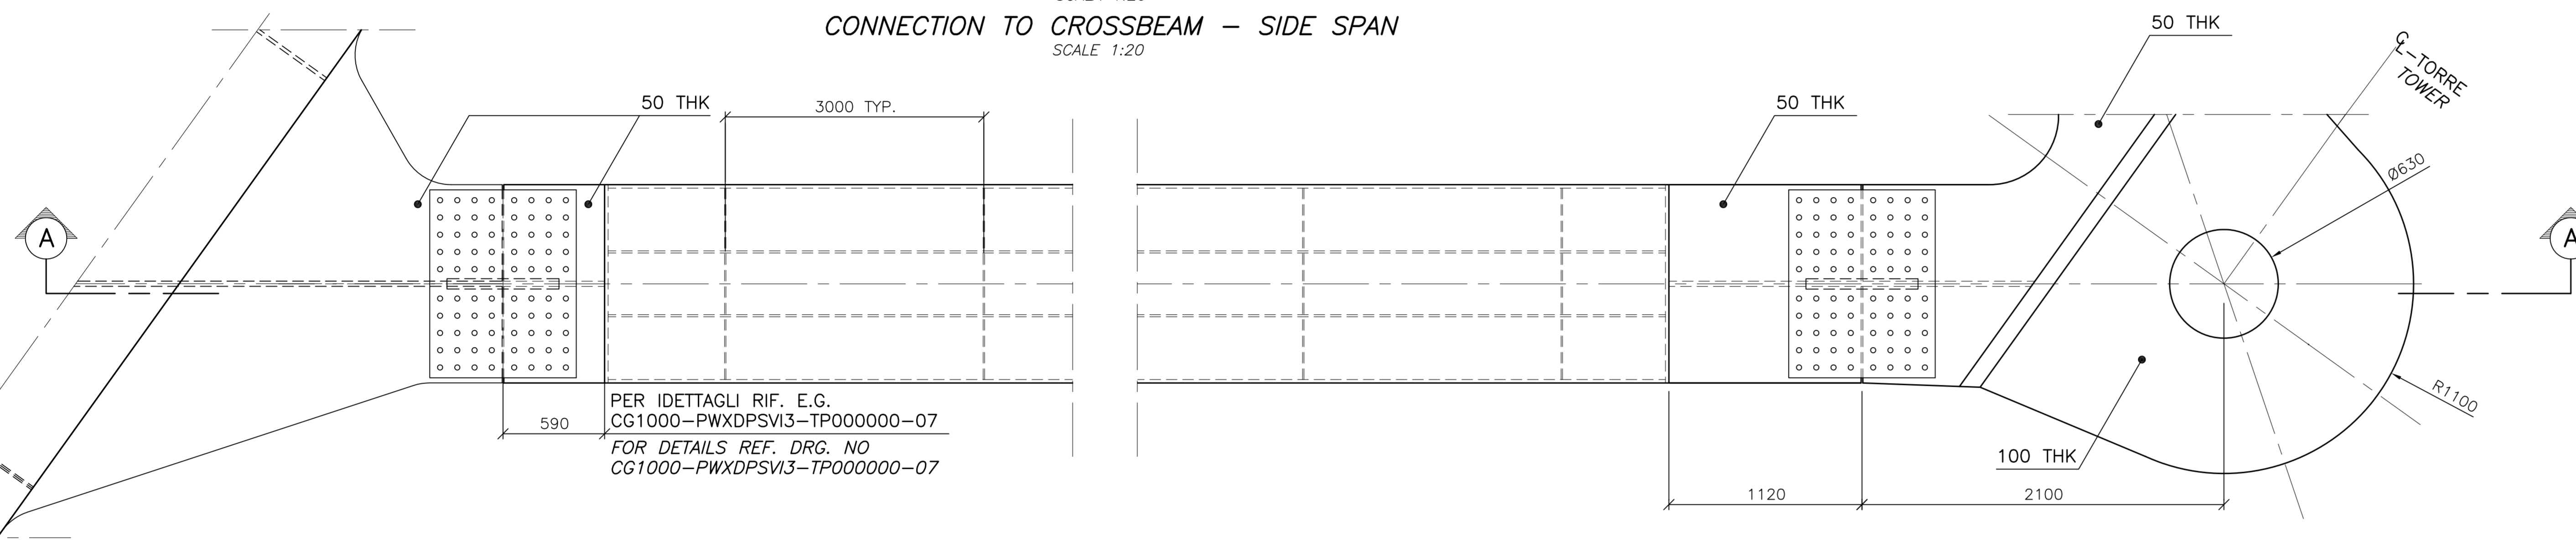 CONNECTION TO CROSSBEAM – SIDE SPAN
SCALE 1:20
50 THK
50 THK
3000 TYP.
50 THK
℄-TORRE
TOWER
Ø630
A
A
590
PER IDETTAGLI RIF. E.G.
CG1000-PWXDPSVI3-TP000000-07
FOR DETAILS REF. DRG. NO
CG1000-PWXDPSVI3-TP000000-07
R1100
100 THK
1120
2100